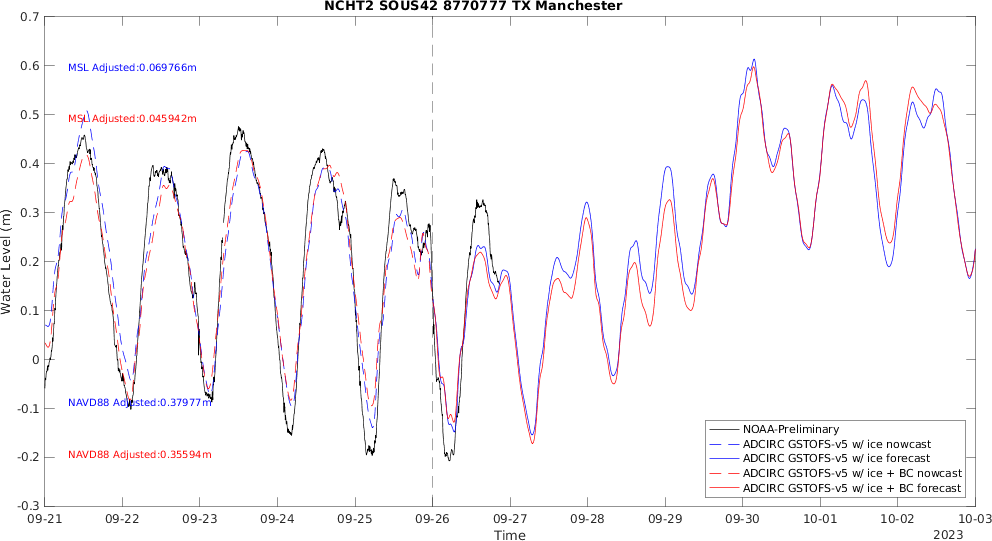 NCHT2 SOUS42 8770777 TX Manchester
0.7
0.6
0.5
0.4
0.3
0.2
0.1
0
-0.1
-0.2
-0.3
Water Level (m)
MSL Adjusted:0.069766m
MSL Adjusted:0.045942m
NAVD88 Adjusted:0.37977m
NAVD88 Adjusted:0.35594m
NOAA-Preliminary
ADCIRC GSTOFS-v5 w/ ice nowcast
ADCIRC GSTOFS-v5 w/ ice forecast
ADCIRC GSTOFS-v5 w/ ice + BC nowcast
ADCIRC GSTOFS-v5 w/ ice + BC forecast
09-21 09-22 09-23 09-24 09-25 09-26 09-27 09-28 09-29 09-30 10-01 10-02 10-03
Time
2023